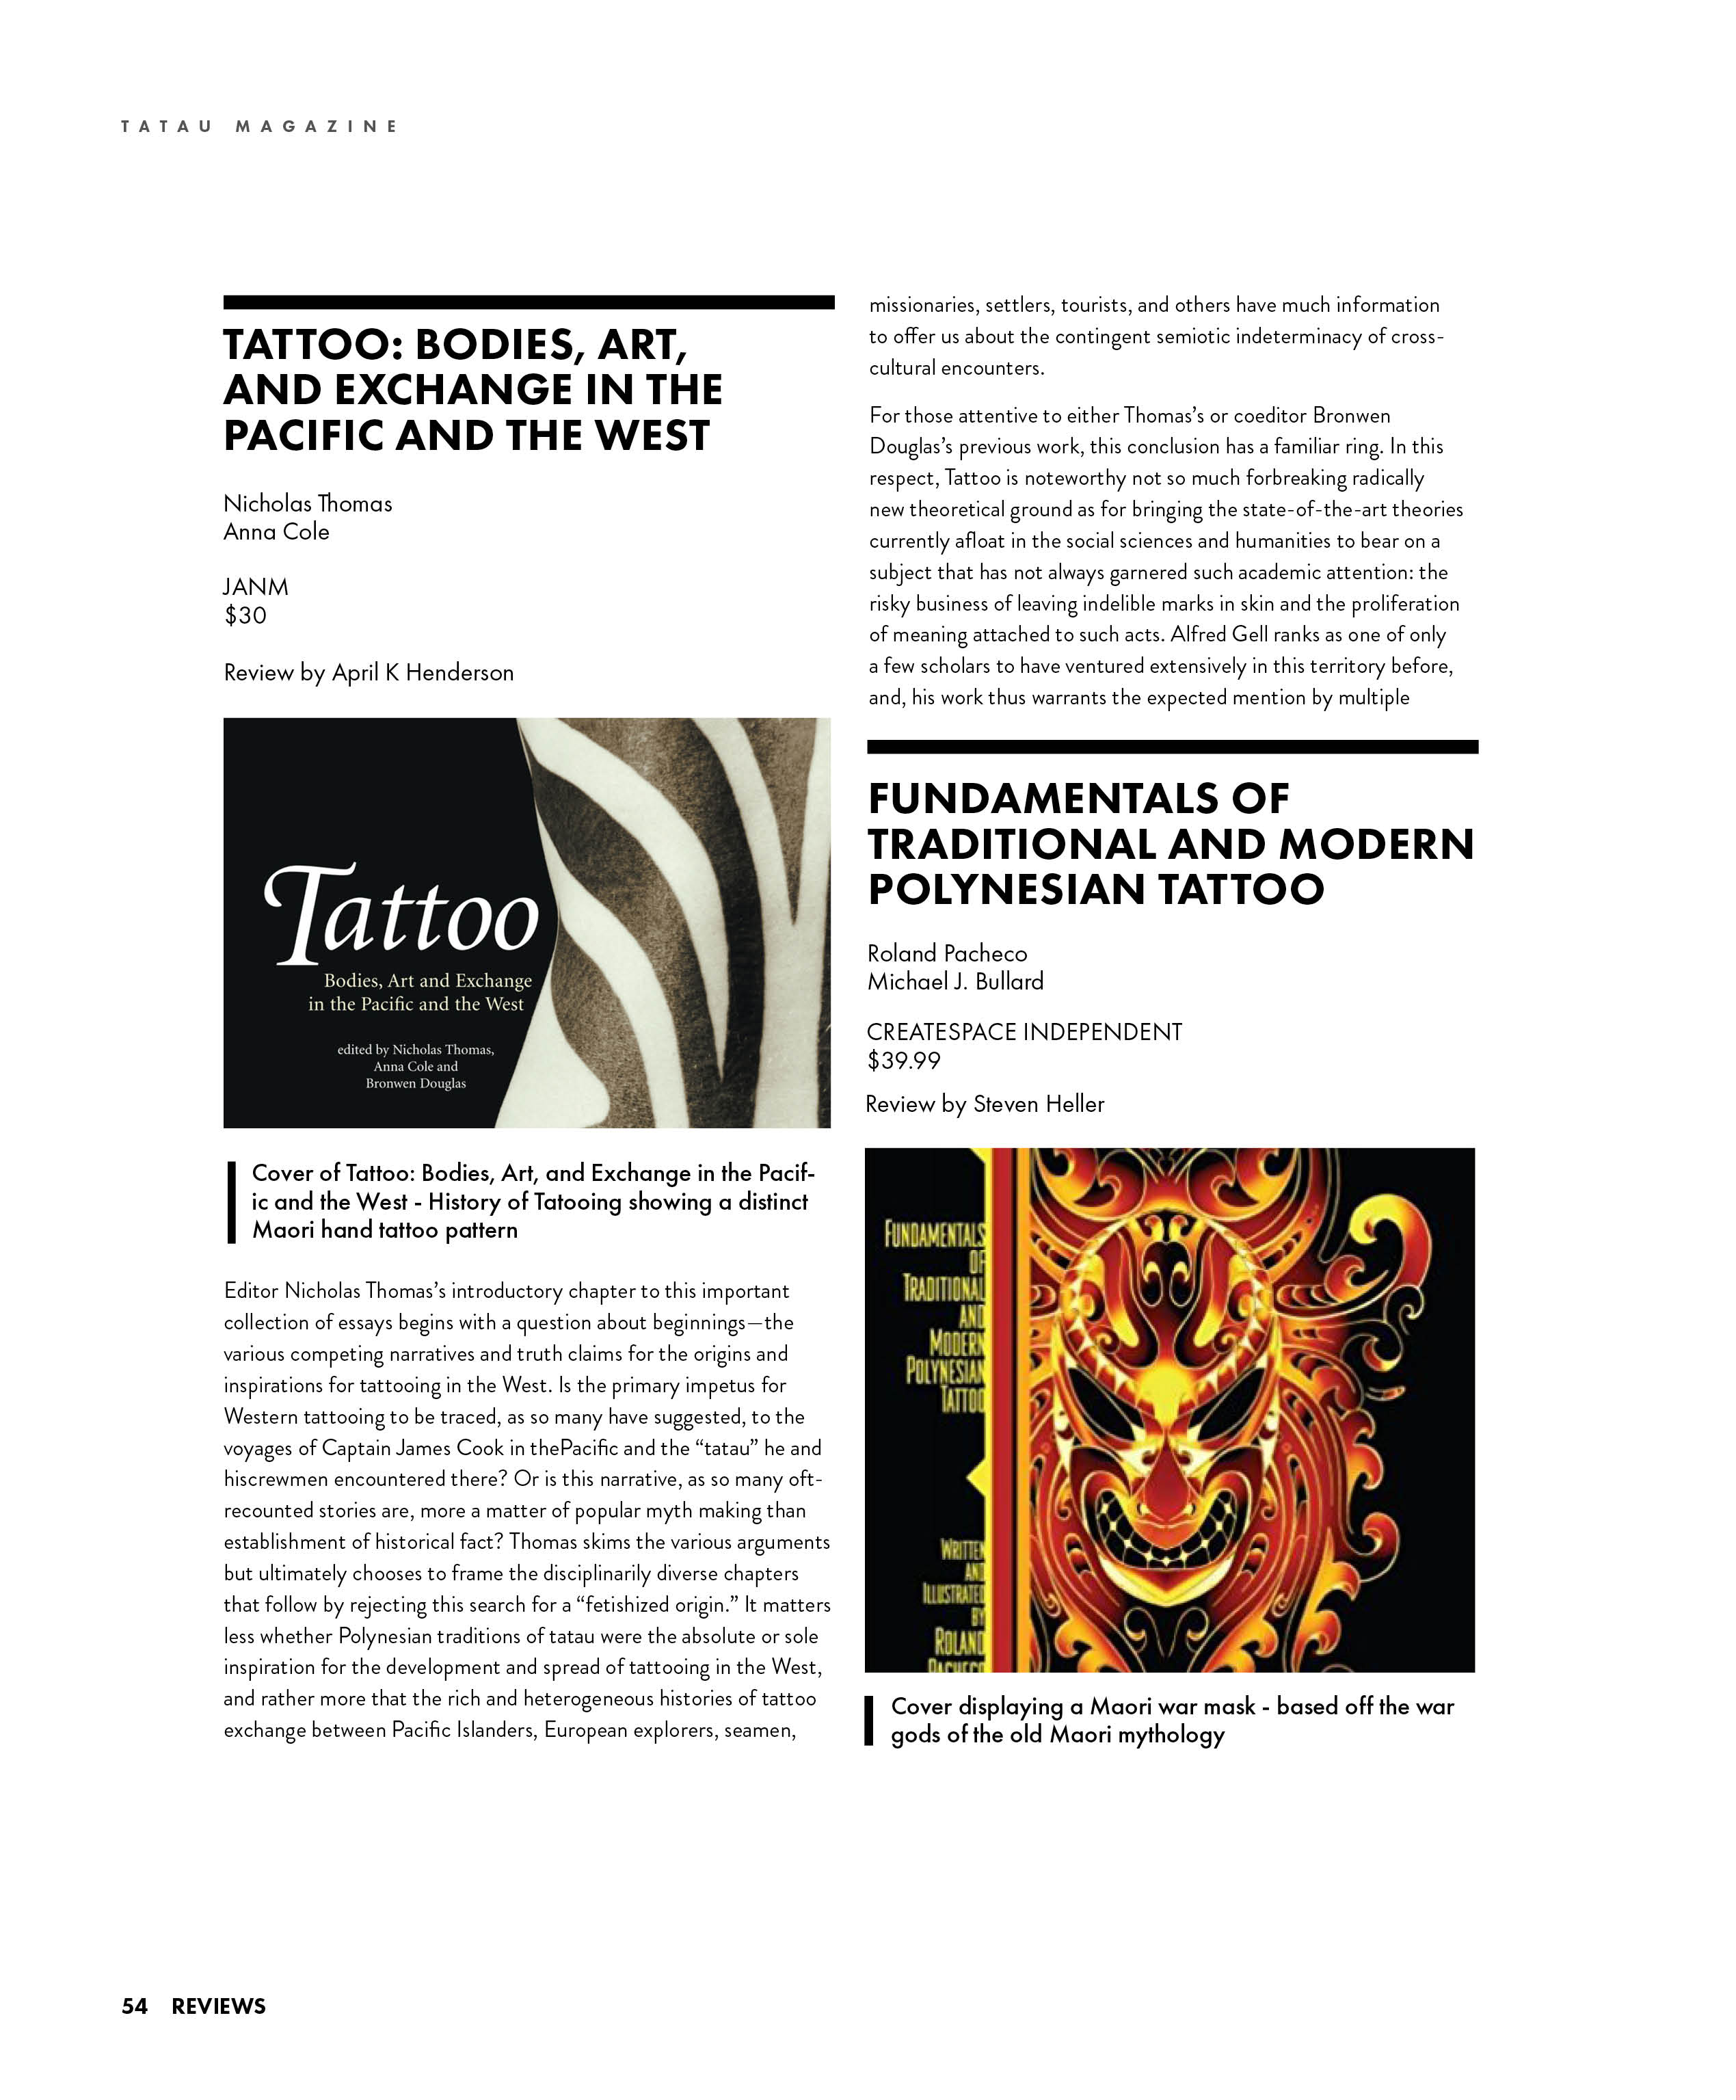 TATAU MAGAZINE
TATTOO: BODIES, ART,
AND EXCHANGE IN THE
PACIFIC AND THE WEST
Nicholas Thomas
Anna Cole
JANM
$30
Review by April K Henderson
Tattoo
Bodies, Art and Exchange
in the Pacific and the West
edited by Nicholas Thomas,
Anna Cole and
Bronwen Douglas
Cover of Tattoo: Bodies, Art, and Exchange in the Pacif-
ic and the West - History of Tatooing showing a distinct
Maori hand tattoo pattern
Editor Nicholas Thomas’s introductory chapter to this important
collection of essays begins with a question about beginnings—the
various competing narratives and truth claims for the origins and
inspirations for tattooing in the West. Is the primary impetus for
Western tattooing to be traced, as so many have suggested, to the
voyages of Captain James Cook in thePacific and the “tatau” he and
hiscrewmen encountered there? Or is this narrative, as so many oft-
recounted stories are, more a matter of popular myth making than
establishment of historical fact? Thomas skims the various arguments
but ultimately chooses to frame the disciplinarily diverse chapters
that follow by rejecting this search for a “fetishized origin.” It matters
less whether Polynesian traditions of tatau were the absolute or sole
inspiration for the development and spread of tattooing in the West,
and rather more that the rich and heterogeneous histories of tattoo
exchange between Pacific Islanders, European explorers, seamen,
missionaries, settlers, tourists, and others have much information
to offer us about the contingent semiotic indeterminacy of cross-
cultural encounters.
For those attentive to either Thomas’s or coeditor Bronwen
Douglas’s previous work, this conclusion has a familiar ring. In this
respect, Tattoo is noteworthy not so much forbreaking radically
new theoretical ground as for bringing the state-of-the-art theories
currently afloat in the social sciences and humanities to bear on a
subject that has not always garnered such academic attention: the
risky business of leaving indelible marks in skin and the proliferation
of meaning attached to such acts. Alfred Gell ranks as one of only
a few scholars to have ventured extensively in this territory before,
and, his work thus warrants the expected mention by multiple
FUNDAMENTALS OF
TRADITIONAL AND MODERN
POLYNESIAN TATTOO
Roland Pacheco
Michael J. Bullard
CREATESPACE INDEPENDENT
$39.99
Review by Steven Heller
FUNDAMENTALS
OF
TRADITIONAL
AND
MODERN
POLYNESIAN
TATTOO
WRITTEN
AND
ILLUSTRATED
BY
ROLAND
PACHECO
Cover displaying a Maori war mask - based off the war
gods of the old Maori mythology
54 REVIEWS